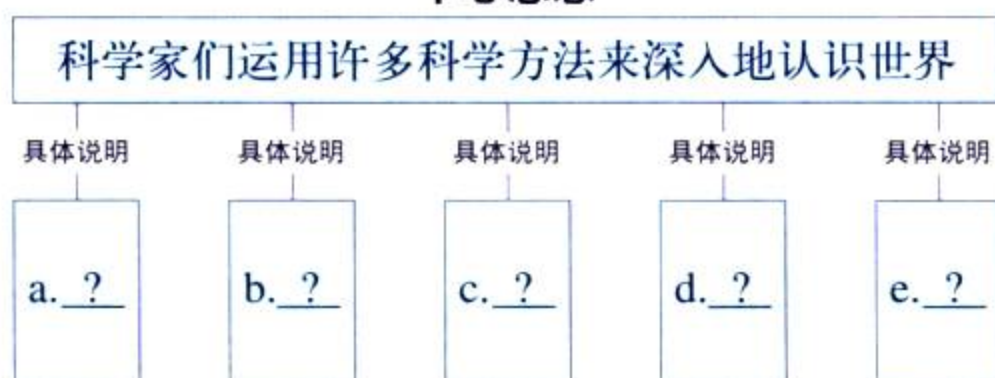 科学家们运用许多科学方法来深入地认识世界
具体说明 具体说明 具体说明 具体说明 具体说明
a. ? b. ? c. ? d. ? e. ?